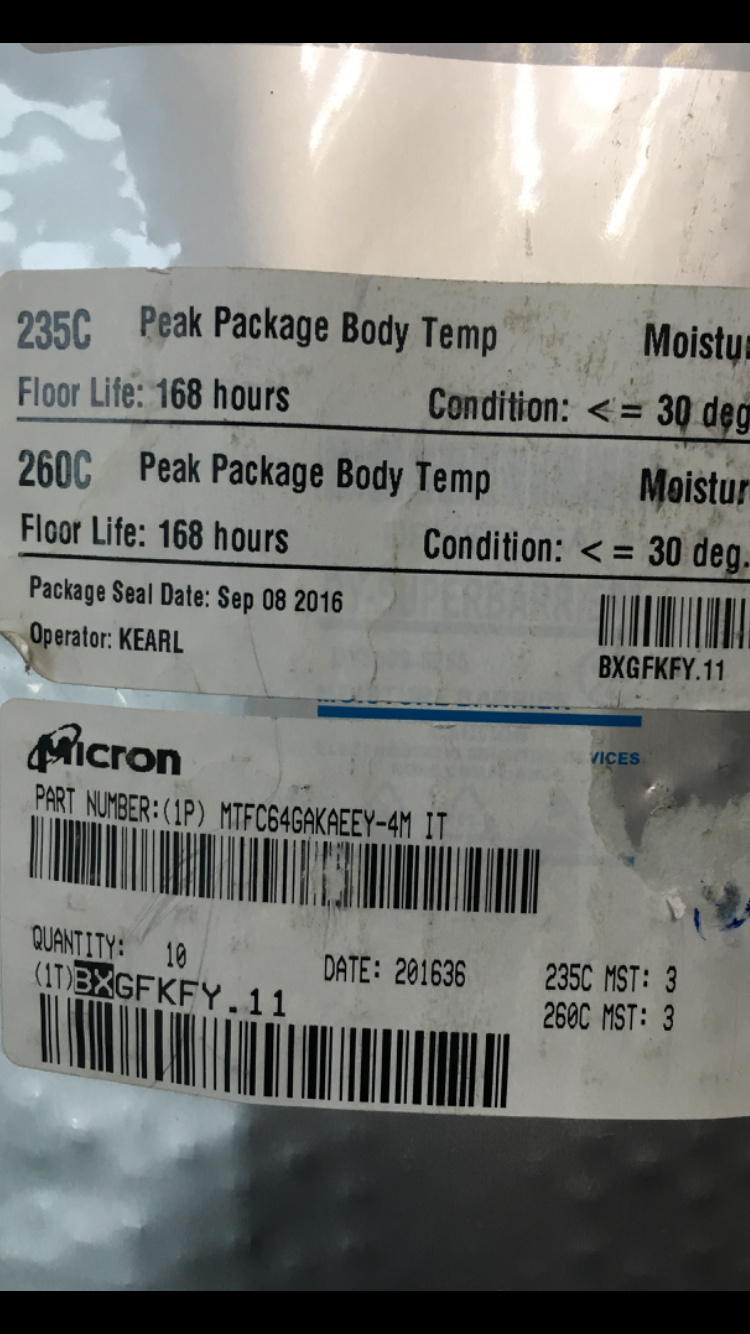 235C Peak Package Body Temp Moistu
Floor Life: 168 hours Condition: <= 30 deg
260C Peak Package Body Temp Moistur
Floor Life: 168 hours Condition: <= 30 deg.
Package Seal Date: Sep 08 2016
Operator: KEARL
BXGFKFY.11
MOISTURE BARRIER
VICES
Micron
PART NUMBER:(1P) MTFC64GAKAEEY-4M IT
QUANTITY: 10
DATE: 201636
235C MST: 3
(1T)BXGFKFY.11
260C MST: 3